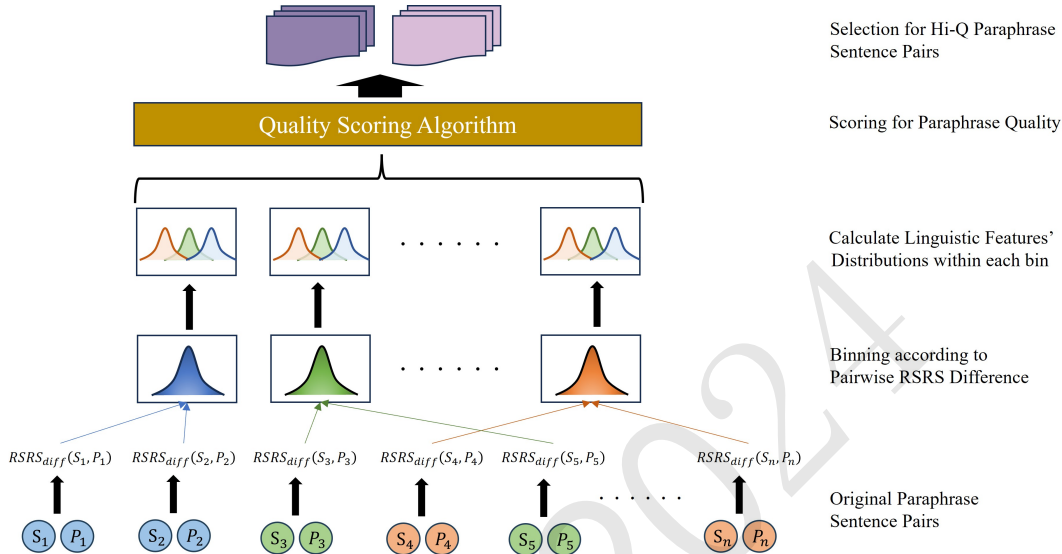 Selection for Hi-Q Paraphrase
Sentence Pairs
Quality Scoring Algorithm
Scoring for Paraphrase Quality
Calculate Linguistic Features’
Distributions within each bin
. . . . . .
Binning according to
Pairwise RSRS Difference
. . . . . .
RSRS_diff(S_1, P_1) RSRS_diff(S_2, P_2) RSRS_diff(S_3, P_3) RSRS_diff(S_4, P_4) RSRS_diff(S_5, P_5) RSRS_diff(S_n, P_n)
. . . . . .
Original Paraphrase
Sentence Pairs
S_1 P_1 S_2 P_2 S_3 P_3 S_4 P_4 S_5 P_5 S_n P_n
2024